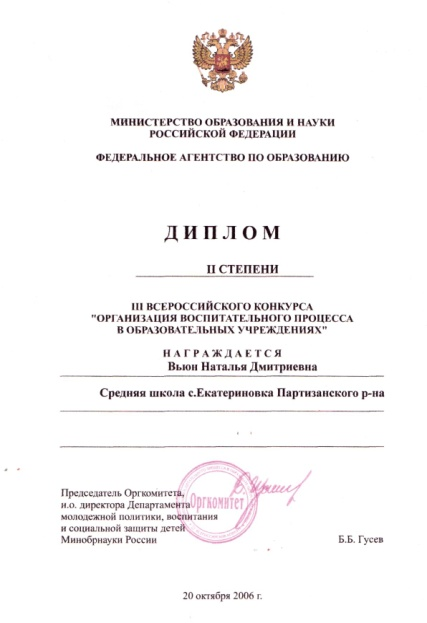 МИНИСТЕРСТВО ОБРАЗОВАНИЯ И НАУКИ
РОССИЙСКОЙ ФЕДЕРАЦИИ
ФЕДЕРАЛЬНОЕ АГЕНТСТВО ПО ОБРАЗОВАНИЮ
ДИПЛОМ
II СТЕПЕНИ
III ВСЕРОССИЙСКОГО КОНКУРСА
"ОРГАНИЗАЦИЯ ВОСПИТАТЕЛЬНОГО ПРОЦЕССА
В ОБРАЗОВАТЕЛЬНЫХ УЧРЕЖДЕНИЯХ"
НАГРАЖДАЕТСЯ
Вьюн Наталья Дмитриевна
Средняя школа с.Екатериновка Партизанского р-на
Председатель Оргкомитета,
и.о. директора Департамента
молодежной политики, воспитания
и социальной защиты детей
Минобрнауки России
Оргкомитет
Б.Б. Гусев
20 октября 2006 г.